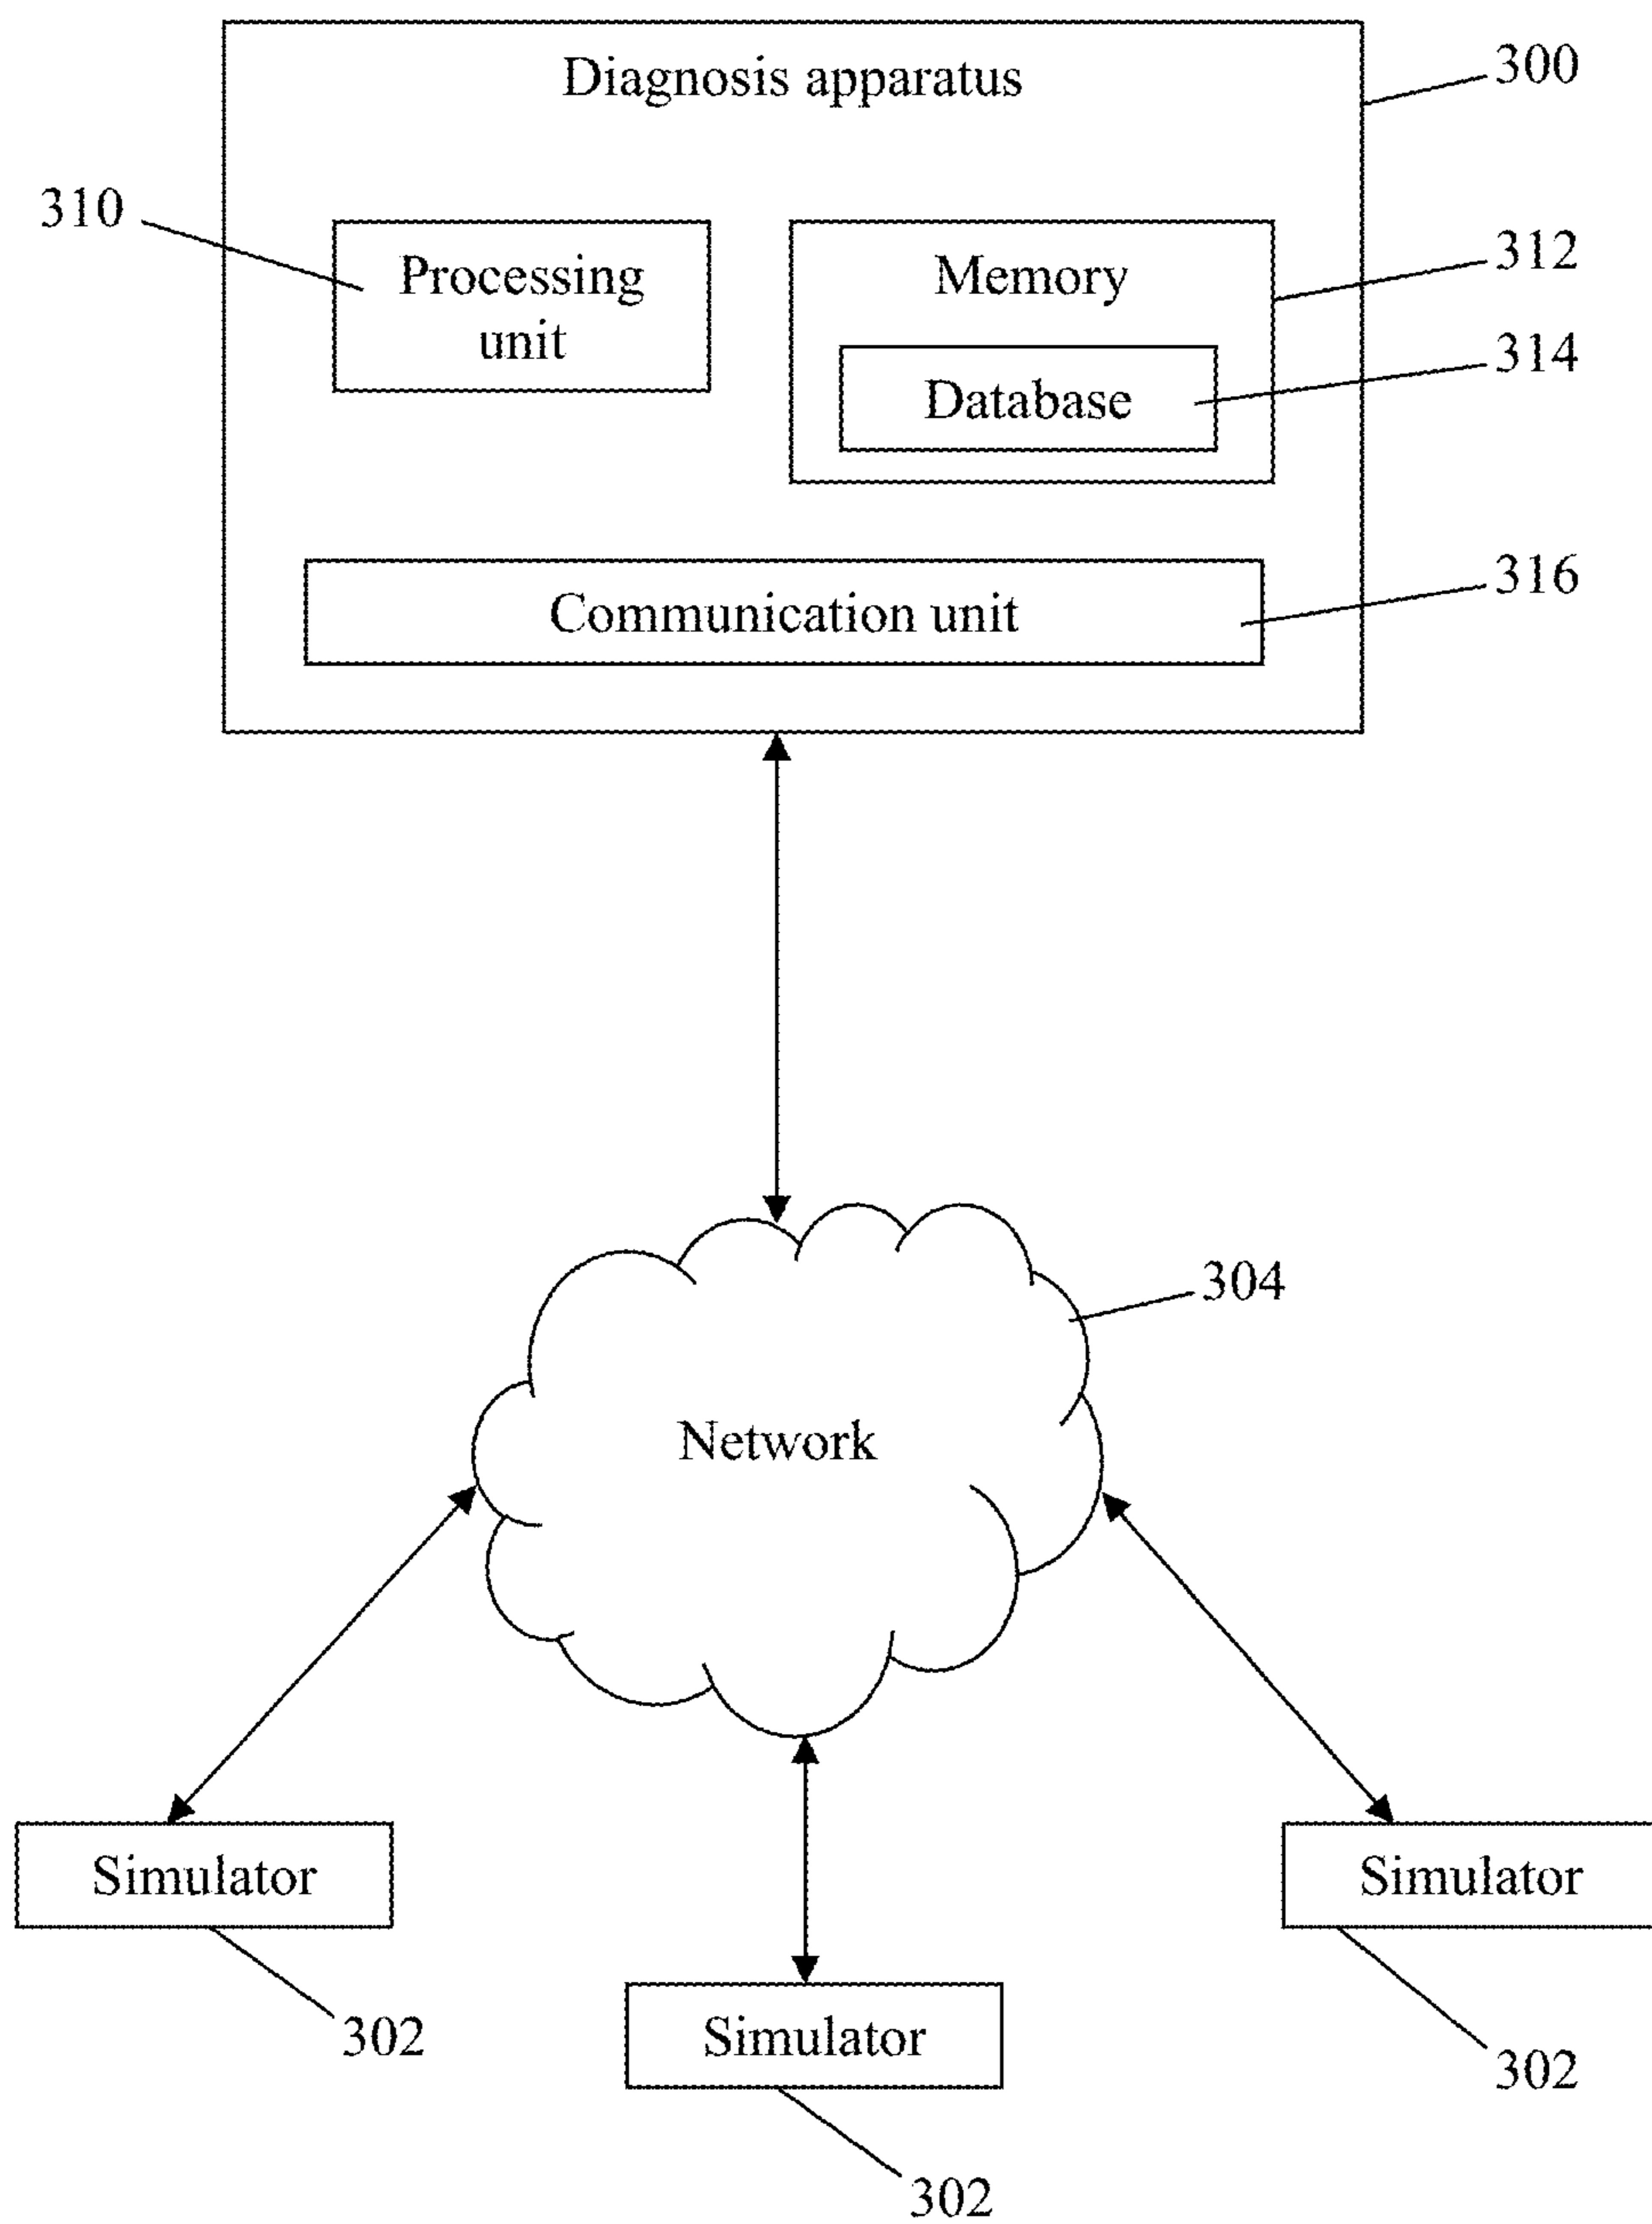 Diagnosis apparatus
300
310
Processing
unit
Memory
312
Database
314
Communication unit
316
304
Network
Simulator
302
Simulator
302
Simulator
302